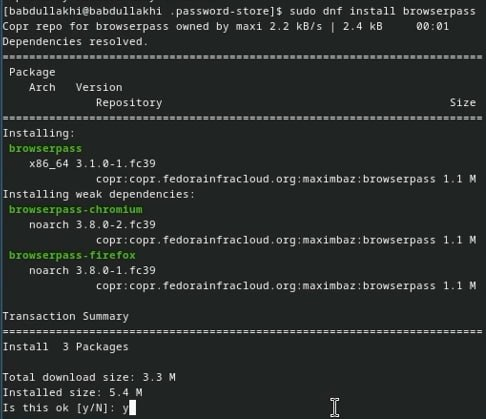 [babdullakhi@babdullakhi .password-store]$ sudo dnf install browserpass
Copr repo for browserpass owned by maxi 2.2 kB/s | 2.4 kB     00:01
Dependencies resolved.
================================================================
Package
Arch   Version
Repository                                   Size
================================================================
Installing:
browserpass
x86_64 3.1.0-1.fc39
copr:copr.fedorainfracloud.org:maximbaz:browserpass 1.1 M
Installing weak dependencies:
browserpass-chromium
noarch 3.8.0-2.fc39
copr:copr.fedorainfracloud.org:maximbaz:browserpass 1.1 M
browserpass-firefox
noarch 3.8.0-1.fc39
copr:copr.fedorainfracloud.org:maximbaz:browserpass 1.1 M
Transaction Summary
================================================================
Install  3 Packages
Total download size: 3.3 M
Installed size: 5.4 M
Is this ok [y/N]: y